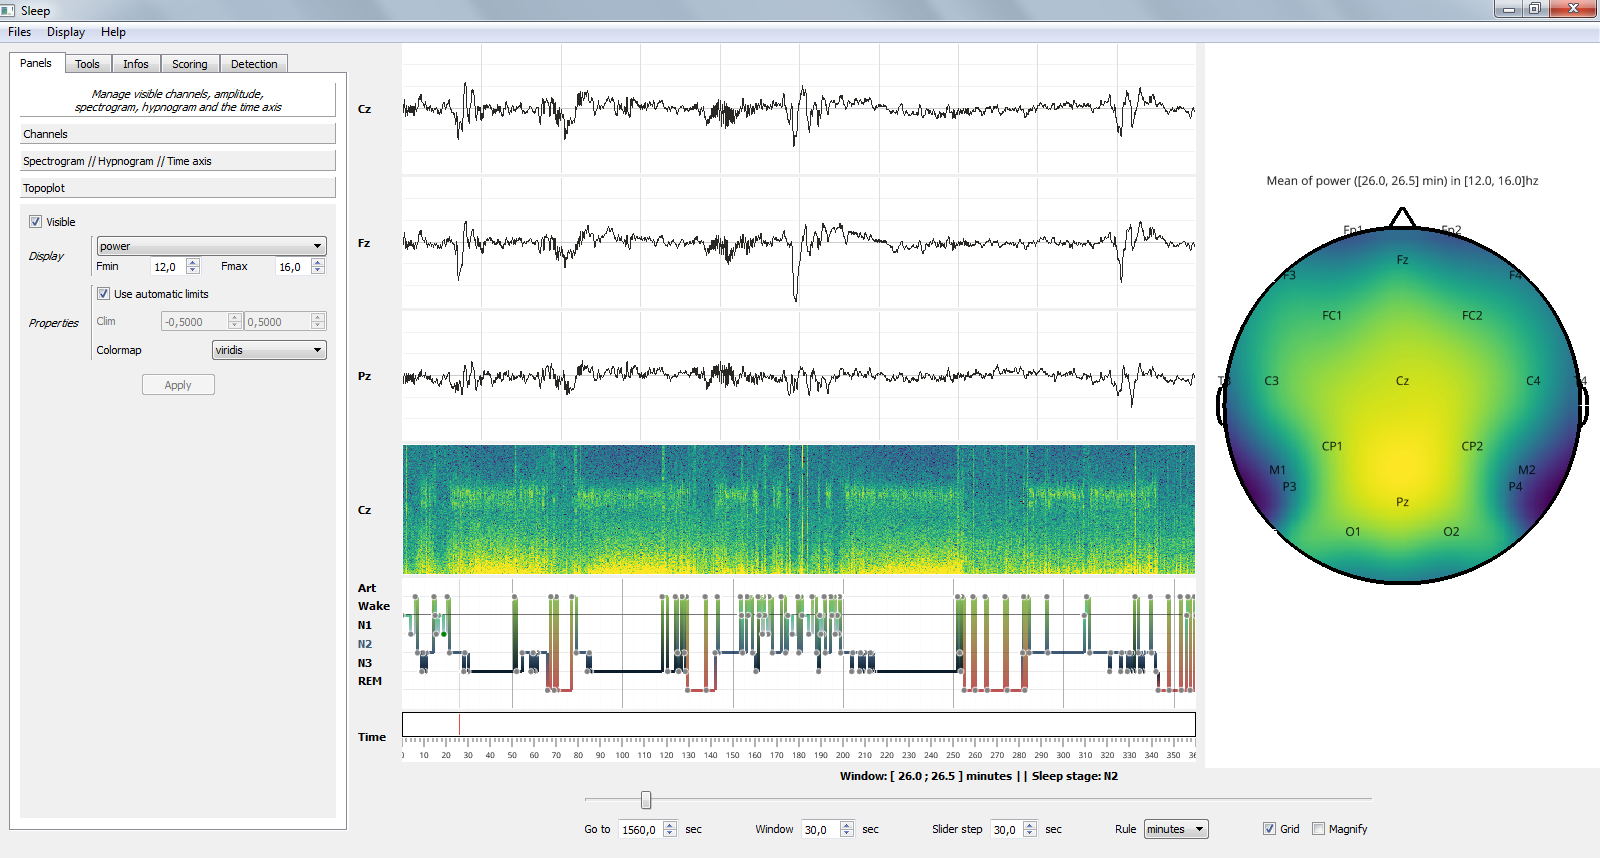 Sleep
Files Display Help
Panels Tools Infos Scoring Detection
Manage visible channels, amplitude,
spectrogram, hypnogram and the time axis
Channels
Spectrogram // Hypnogram // Time axis
Topoplot
Visible
Display power
Fmin 12,0 Fmax 16,0
Use automatic limits
Properties Clim -0,5000 0,5000
Colormap viridis
Apply
Cz
Fz
Pz
Cz
Art
Wake
N1
N2
N3
REM
Time
10 20 30 40 50 60 70 80 90 100 110 120 130 140 150 160 170 180 190 200 210 220 230 240 250 260 270 280 290 300 310 320 330 340 350
Mean of power ([26.0, 26.5] min) in [12.0, 16.0]hz
Fp1 Fp2
Fz
F3 F4
FC1 FC2
C3 Cz C4
CP1 CP2
M1 M2
P3 P4
Pz
O1 O2
Window: [ 26.0 ; 26.5 ] minutes || Sleep stage: N2
Go to 1560,0 sec Window 30,0 sec Slider step 30,0 sec Rule minutes Grid Magnify